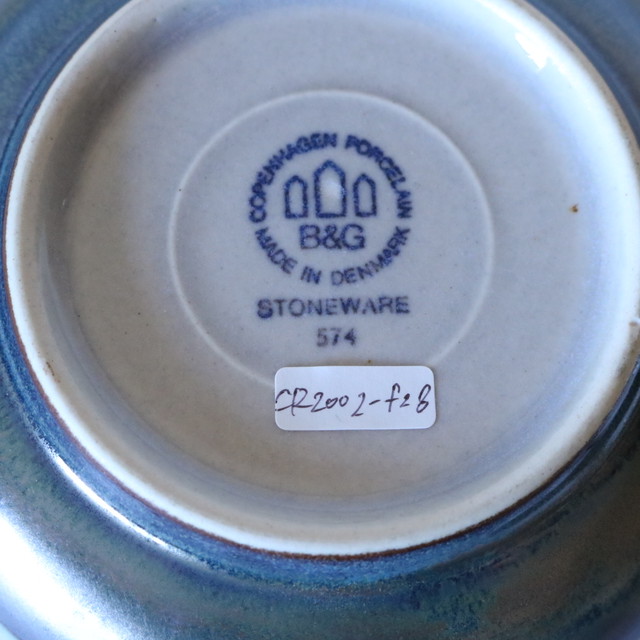 COPENHAGEN PORCELAIN
B&G
MADE IN DENMARK
STONEWARE
574
CR2002-f28